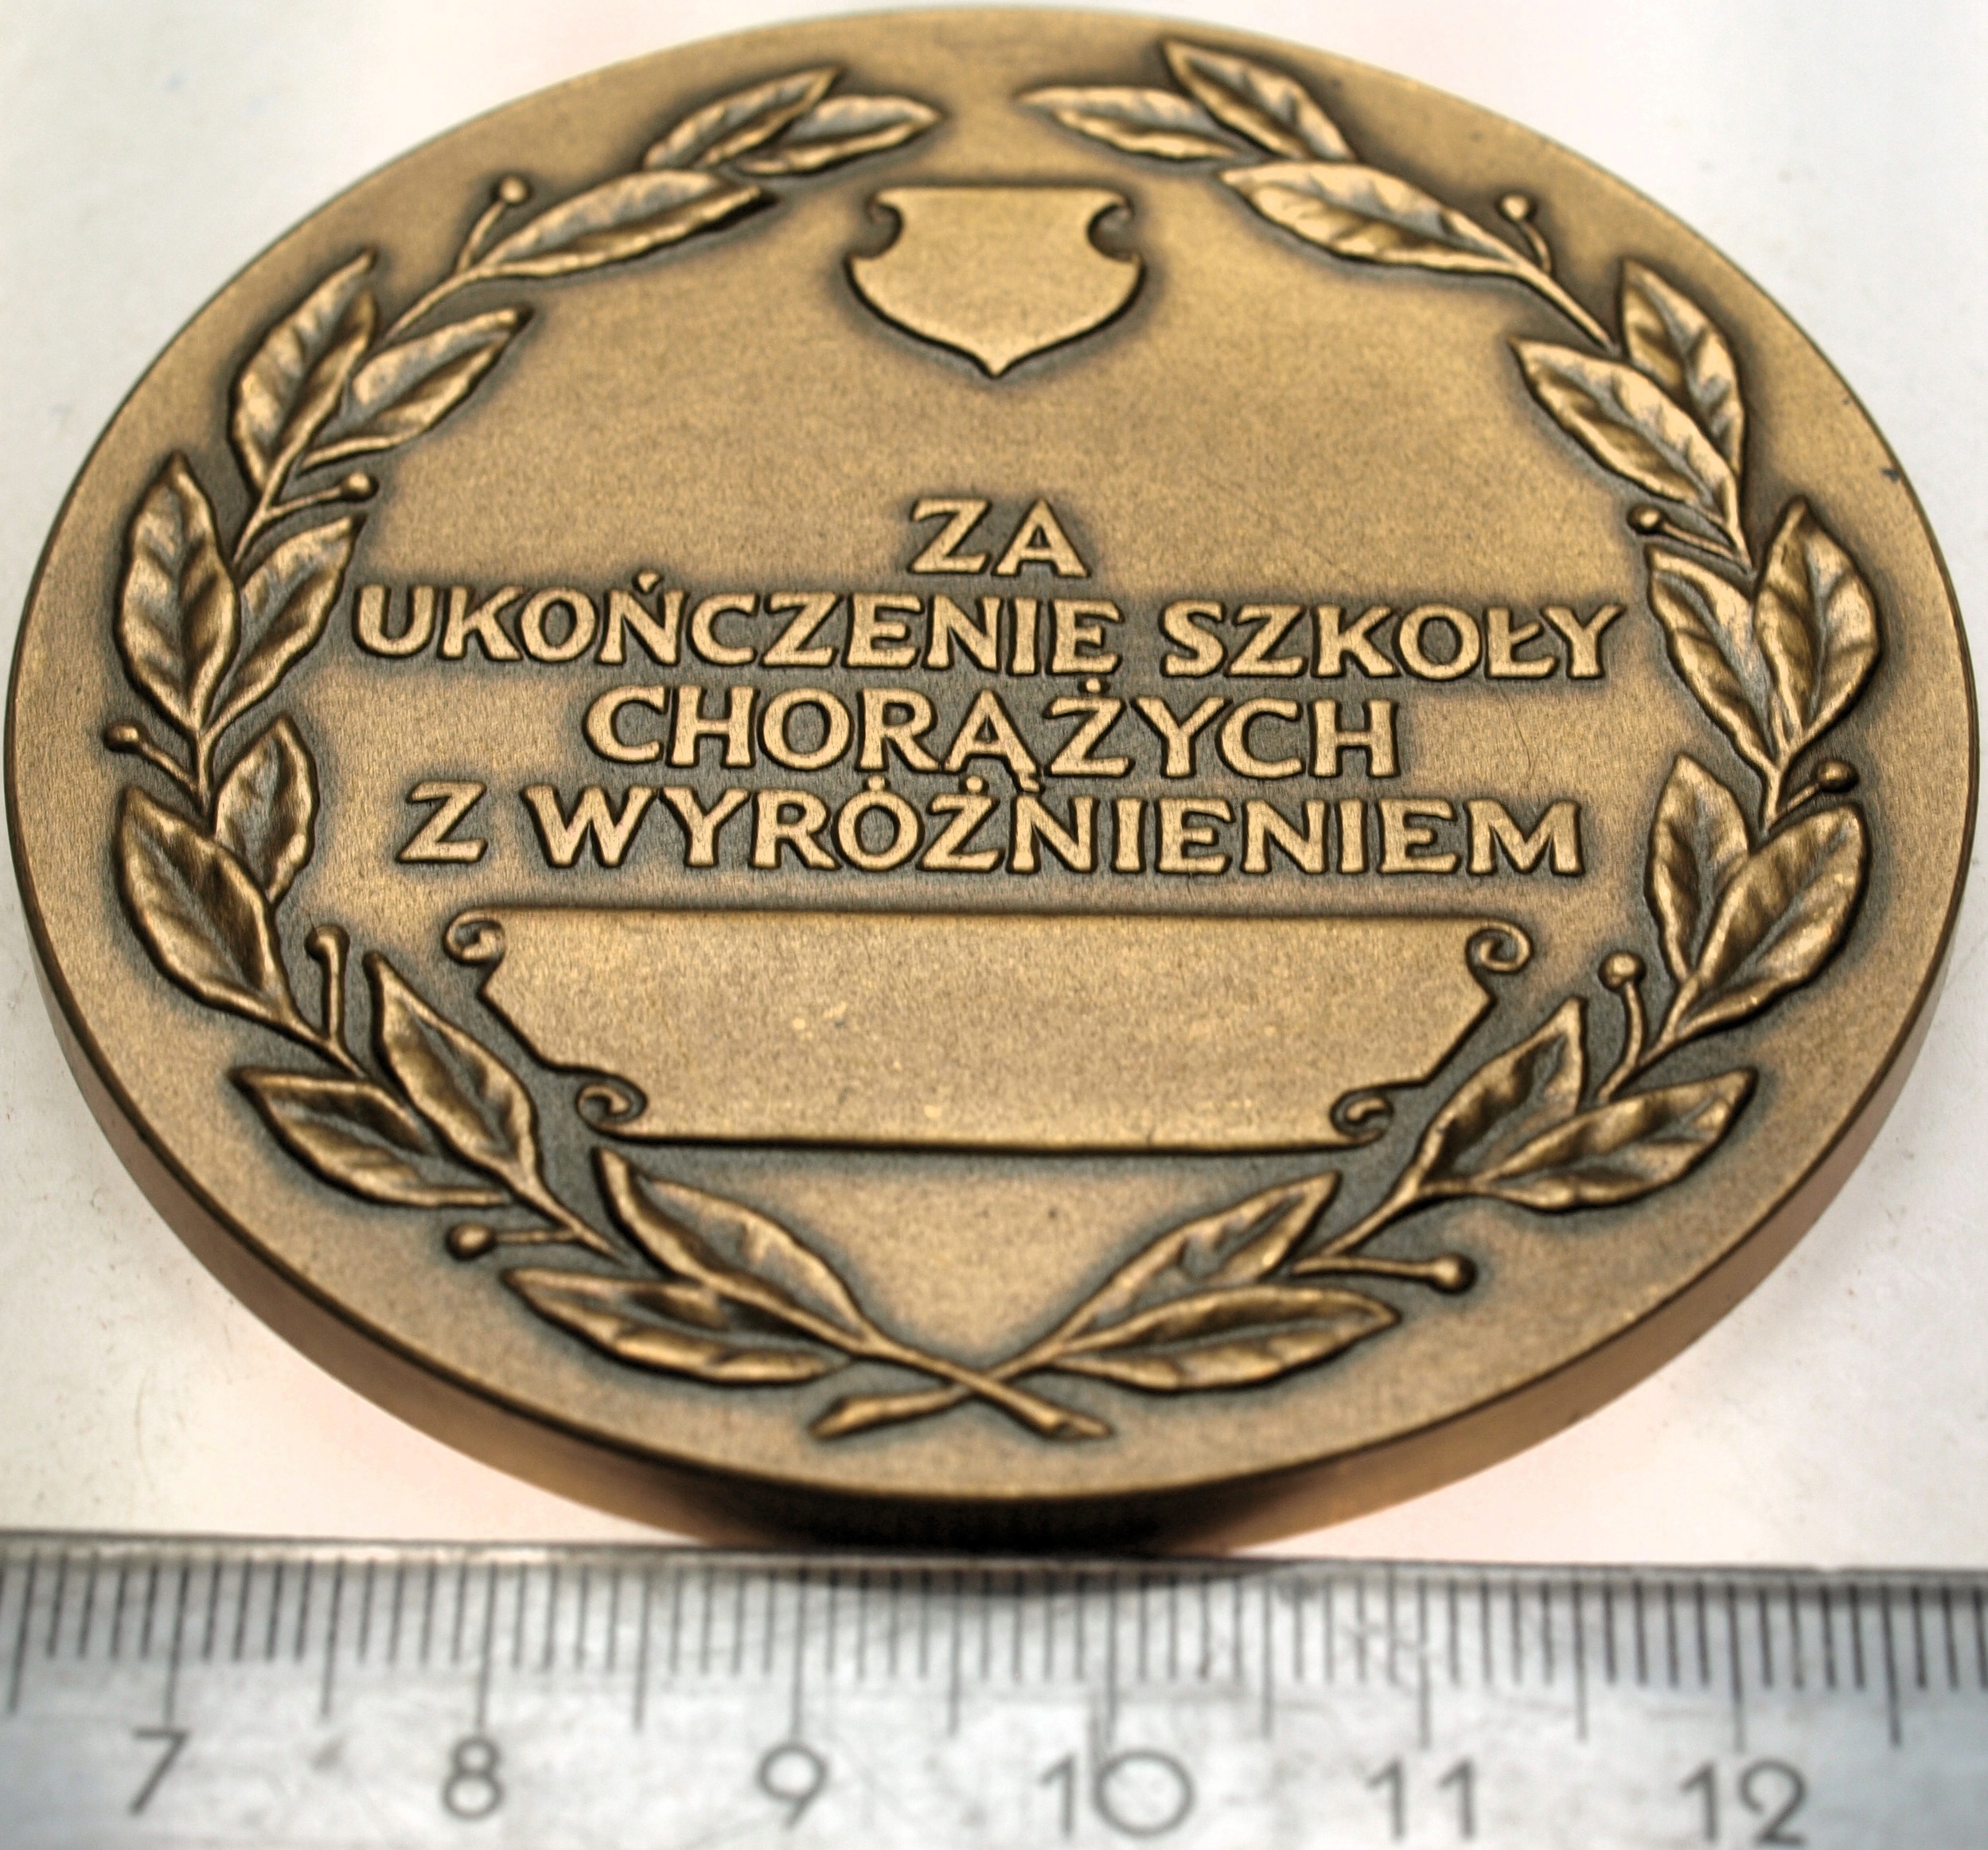 ZA
UKOŃCZENIE SZKOŁY
CHORĄŻYCH
Z WYRÓŻNIENIEM
7 8 9 10 11 12